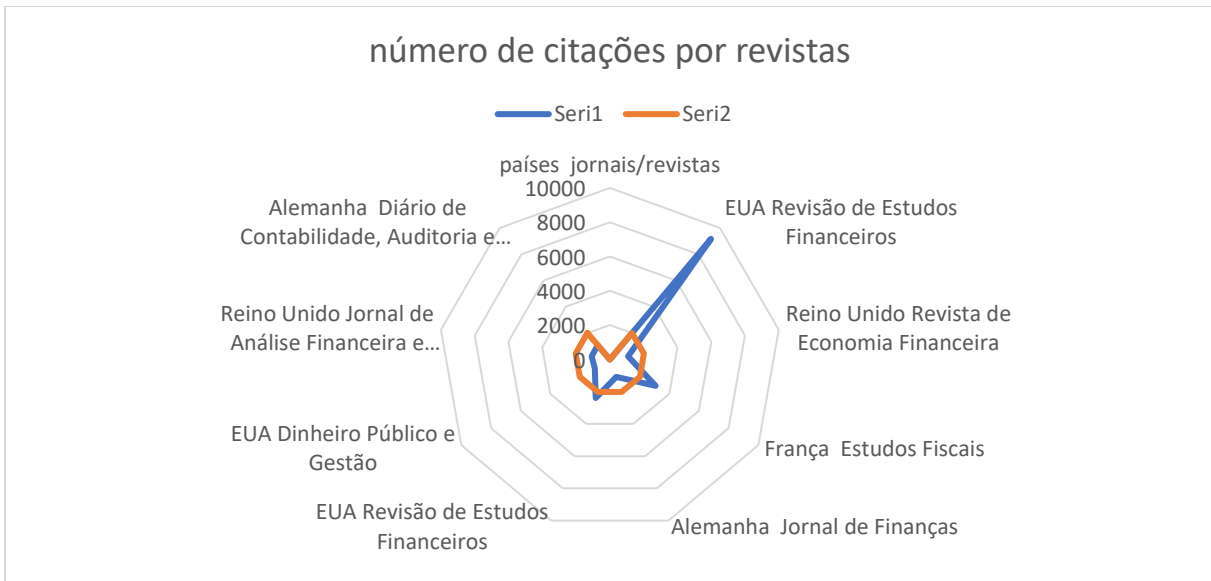 número de citações por revistas
Seri1 Seri2
países jornais/revistas
10000
8000
6000
4000
2000
0
EUA Revisão de Estudos
Financeiros
Reino Unido Revista de
Economia Financeira
França Estudos Fiscais
Alemanha Jornal de Finanças
EUA Revisão de Estudos
Financeiros
EUA Dinheiro Público e
Gestão
Reino Unido Jornal de
Análise Financeira e...
Alemanha Diário de
Contabilidade, Auditoria e...